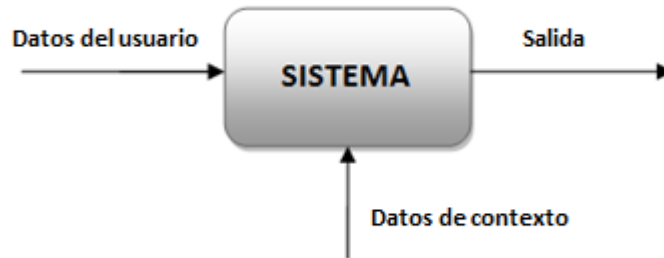 Datos del usuario
Salida
SISTEMA
Datos de contexto